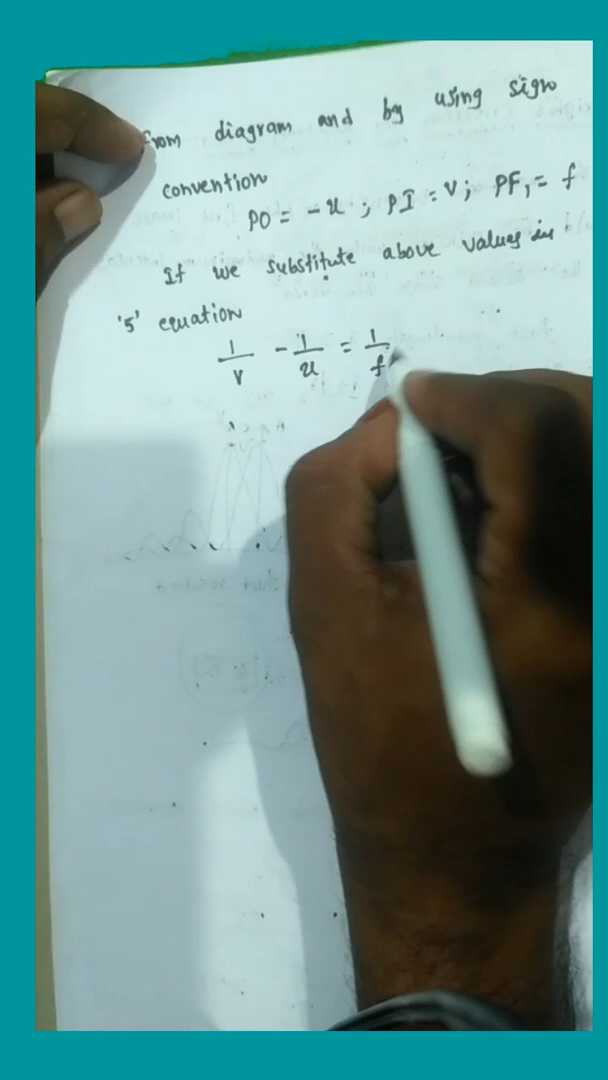 From diagram and by using sign
convention
PO = -u ; PI = v ; PF₁ = f
If we substitute above values in
'5' equation
1/v - 1/u = 1/f